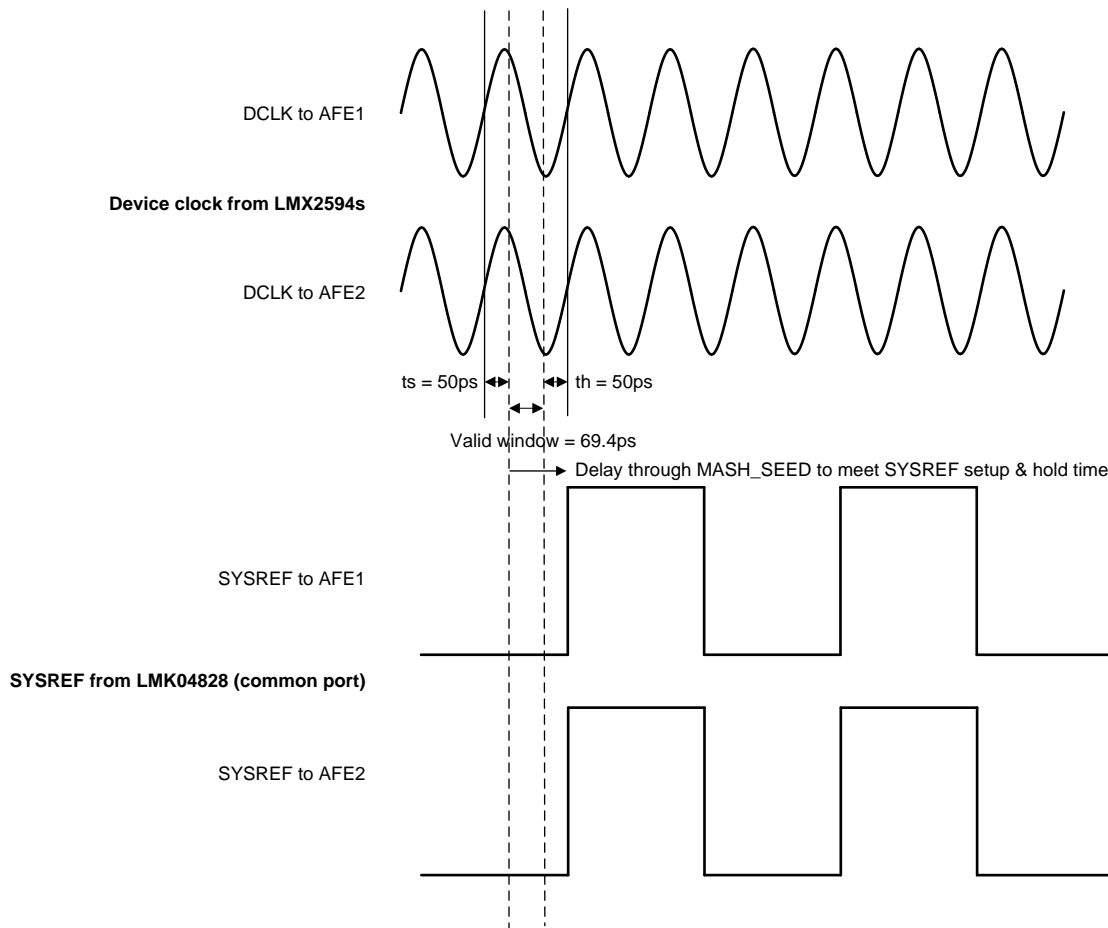 DCLK to AFE1
Device clock from LMX2594s
DCLK to AFE2
ts = 50ps
th = 50ps
Valid window = 69.4ps
Delay through MASH_SEED to meet SYSREF setup & hold time
SYSREF to AFE1
SYSREF from LMK04828 (common port)
SYSREF to AFE2